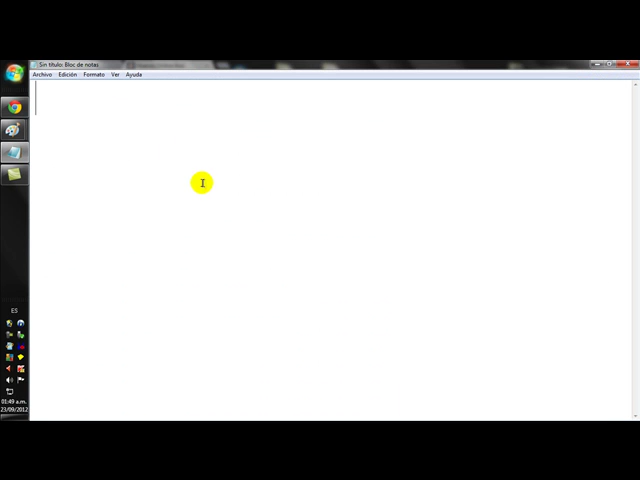 Sin título: Bloc de notas
Archivo Edición Formato Ver Ayuda
ES
01:49 a.m.
23/09/2012